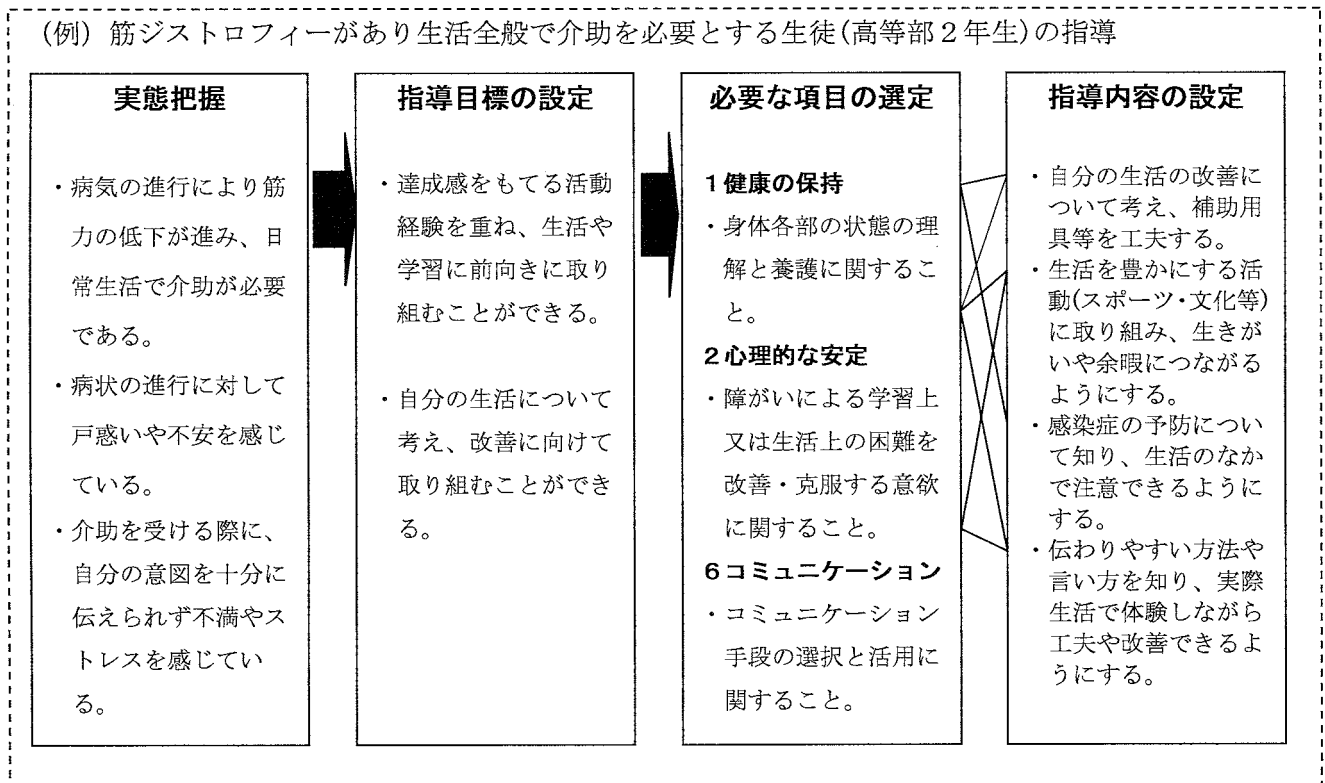 (例) 筋ジストロフィーがあり生活全般で介助を必要とする生徒(高等部２年生)の指導
実態把握
・病気の進行により筋
力の低下が進み、日
常生活で介助が必要
である。
・病状の進行に対して
戸惑いや不安を感じ
ている。
・介助を受ける際に、
自分の意図を十分に
伝えられず不満やス
トレスを感じてい
る。
指導目標の設定
・達成感をもてる活動
経験を重ね、生活や
学習に前向きに取り
組むことができる。
・自分の生活について
考え、改善に向けて
取り組むことができ
る。
必要な項目の選定
１健康の保持
・身体各部の状態の理
解と養護に関するこ
と。
２心理的な安定
・障がいによる学習上
又は生活上の困難を
改善・克服する意欲
に関すること。
６コミュニケーション
・コミュニケーション
手段の選択と活用に
関すること。
指導内容の設定
・自分の生活の改善に
ついて考え、補助用
具等を工夫する。
・生活を豊かにする活
動(スポーツ・文化等)
に取り組み、生きが
いや余暇につながる
ようにする。
・感染症の予防につい
て知り、生活のなか
で注意できるように
する。
・伝わりやすい方法や
言い方を知り、実際
生活で体験しながら
工夫や改善できるよ
うにする。